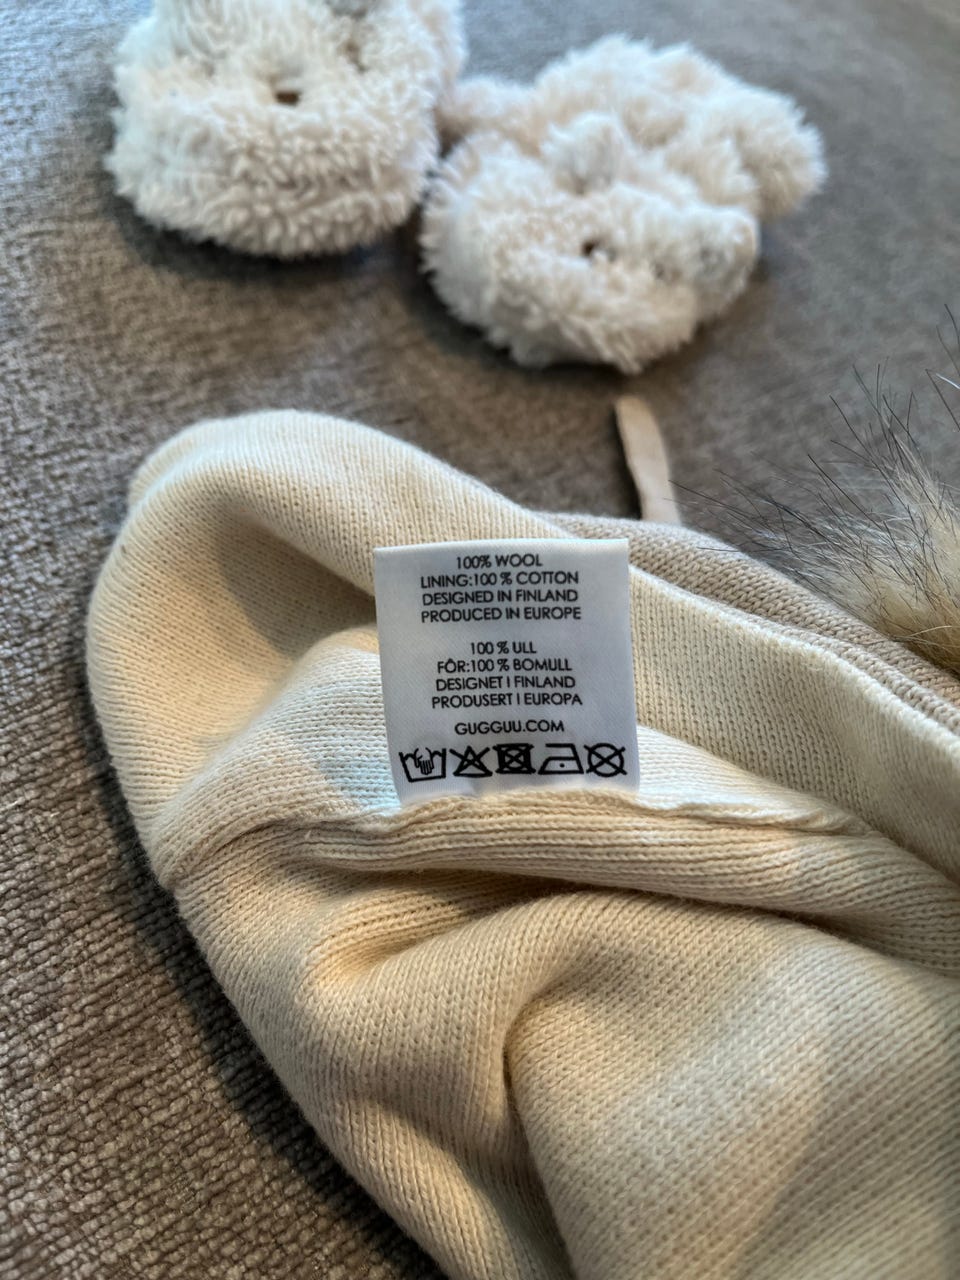 100% WOOL
LINING:100 % COTTON
DESIGNED IN FINLAND
PRODUCED IN EUROPE
100 % ULL
FÔR:100 % BOMULL
DESIGNET I FINLAND
PRODUSERT I EUROPA
GUGGUU.COM